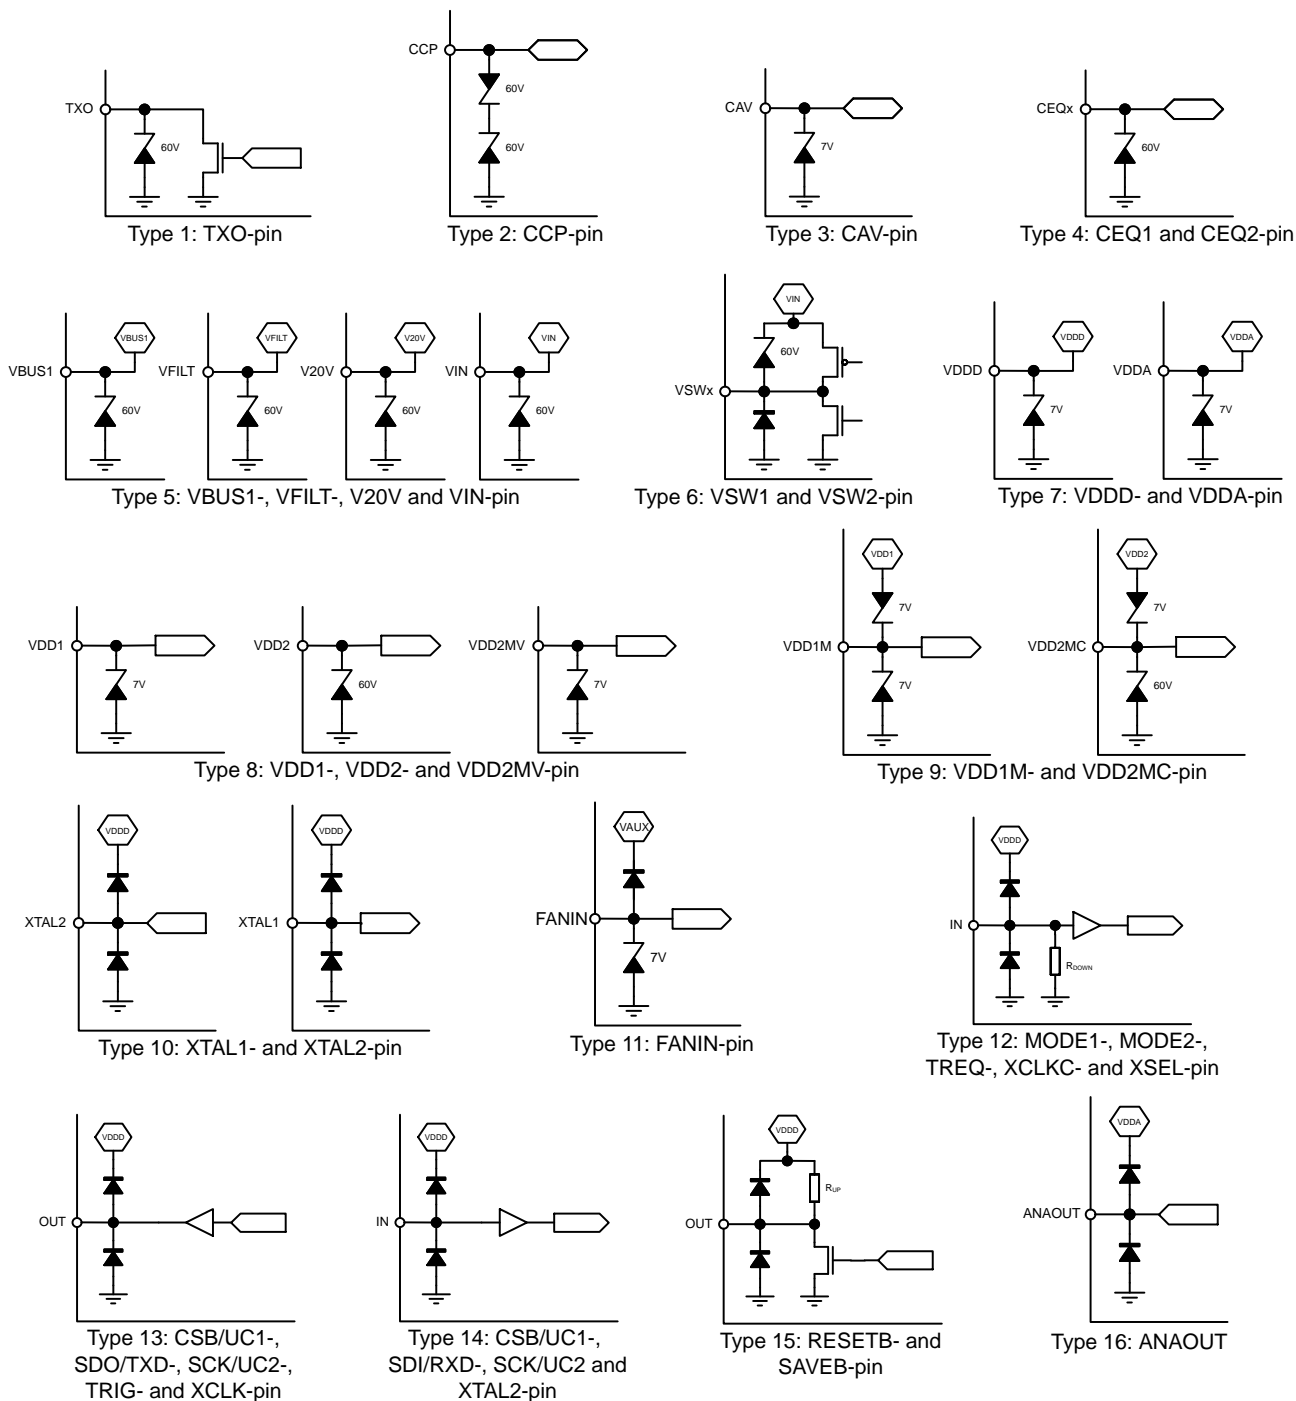 CCP
60V
60V
TXO
60V
CAV
7V
CEQx
60V
Type 1: TXO-pin
Type 2: CCP-pin
Type 3: CAV-pin
Type 4: CEQ1 and CEQ2-pin
VBUS1
VBUS1
60V
VFILT
VFILT
60V
V20V
V20V
60V
VIN
VIN
60V
VIN
60V
VSWx
VDDD
VDDD
7V
VDDA
VDDA
7V
Type 5: VBUS1-, VFILT-, V20V and VIN-pin
Type 6: VSW1 and VSW2-pin
Type 7: VDDD- and VDDA-pin
VDD1
7V
VDD2
60V
VDD2MV
7V
VDD1
7V
VDD1M
7V
VDD2
7V
VDD2MC
60V
Type 8: VDD1-, VDD2- and VDD2MV-pin
Type 9: VDD1M- and VDD2MC-pin
VDDD
XTAL2
VDDD
XTAL1
VAUX
FANIN
7V
VDDD
IN
RDOWN
Type 10: XTAL1- and XTAL2-pin
Type 11: FANIN-pin
Type 12: MODE1-, MODE2-,
TREQ-, XCLKC- and XSEL-pin
VDDD
OUT
VDDD
IN
VDDD
RUP
OUT
VDDA
ANAOUT
Type 13: CSB/UC1-,
SDO/TXD-, SCK/UC2-,
TRIG- and XCLK-pin
Type 14: CSB/UC1-,
SDI/RXD-, SCK/UC2 and
XTAL2-pin
Type 15: RESETB- and
SAVEB-pin
Type 16: ANAOUT